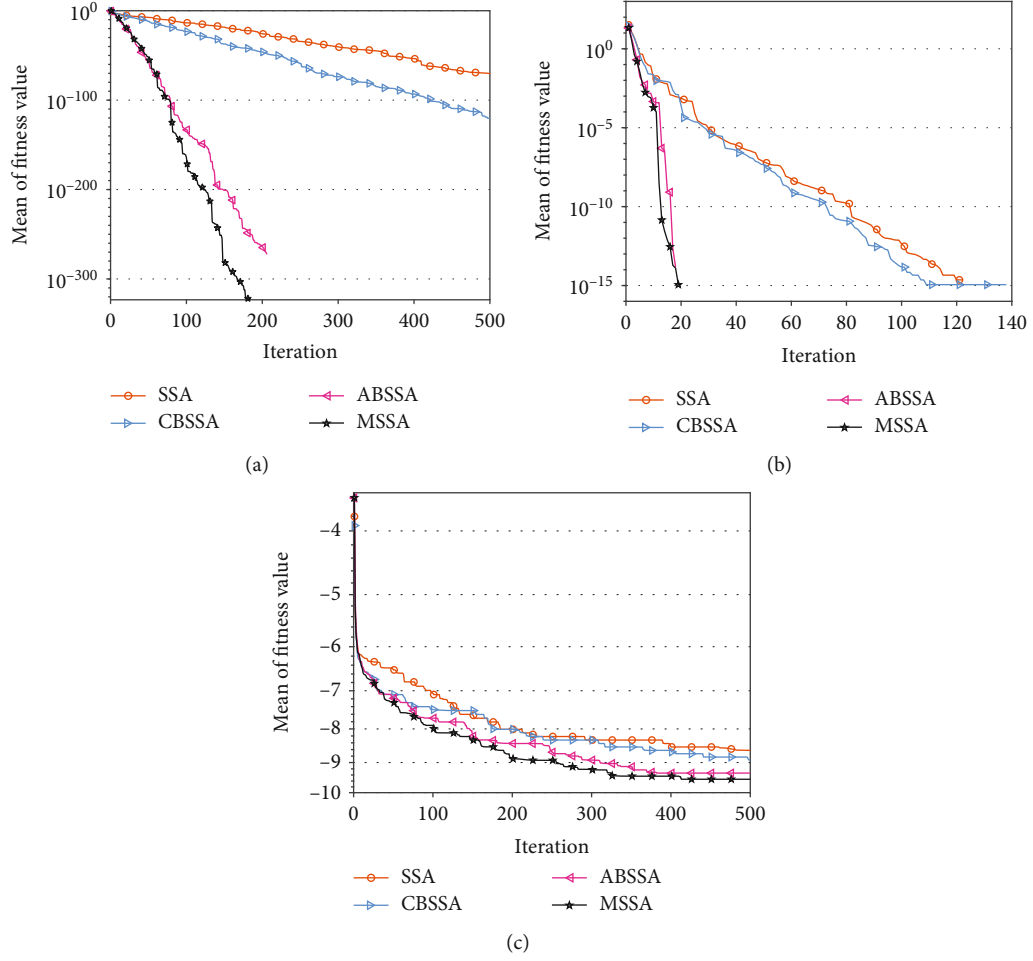 Mean of fitness value
10^0
10^-100
10^-200
10^-300
0 100 200 300 400 500
Iteration
SSA
CBSSA
ABSSA
MSSA
(a)
Mean of fitness value
10^0
10^-5
10^-10
10^-15
0 20 40 60 80 100 120 140
Iteration
SSA
CBSSA
ABSSA
MSSA
(b)
Mean of fitness value
−4
−5
−6
−7
−8
−9
−10
0 100 200 300 400 500
Iteration
SSA
CBSSA
ABSSA
MSSA
(c)